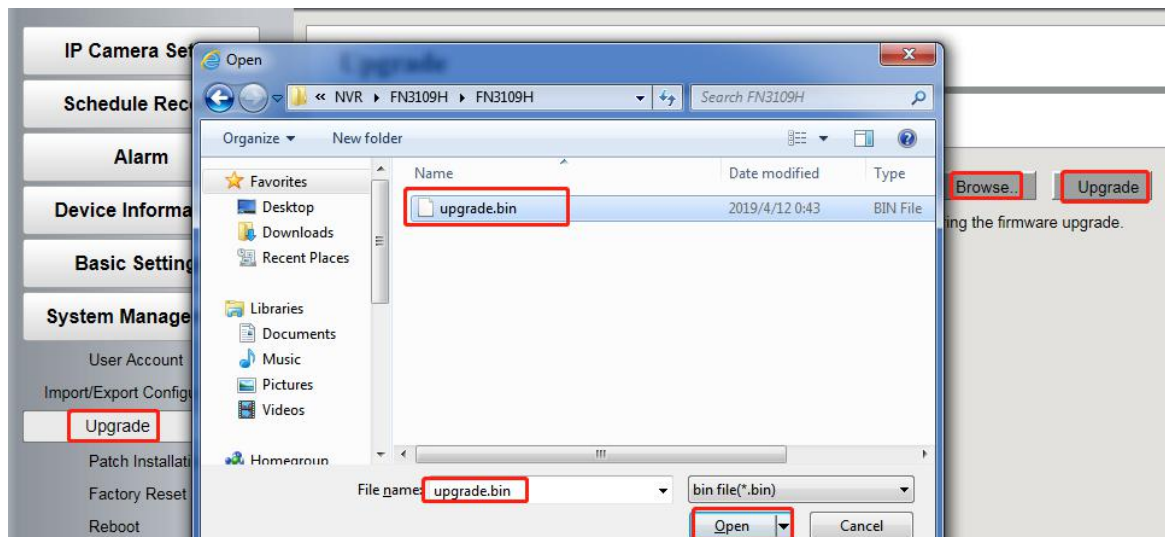 IP Camera Set
Open
Upgrade
« NVR ▸ FN3109H ▸ FN3109H
Search FN3109H
Schedule Rec
Organize ▾ New folder
Alarm
Name Date modified Type
Favorites
upgrade.bin 2019/4/12 0:43 BIN File
Browse... Upgrade
Desktop
Downloads
Recent Places
ing the firmware upgrade.
Device Informa
Basic Setting
Libraries
Documents
Music
Pictures
Videos
Homegroup
System Manage
User Account
Import/Export Configu
Upgrade
Patch Installati
Factory Reset
Reboot
File name: upgrade.bin bin file(*.bin)
Open Cancel